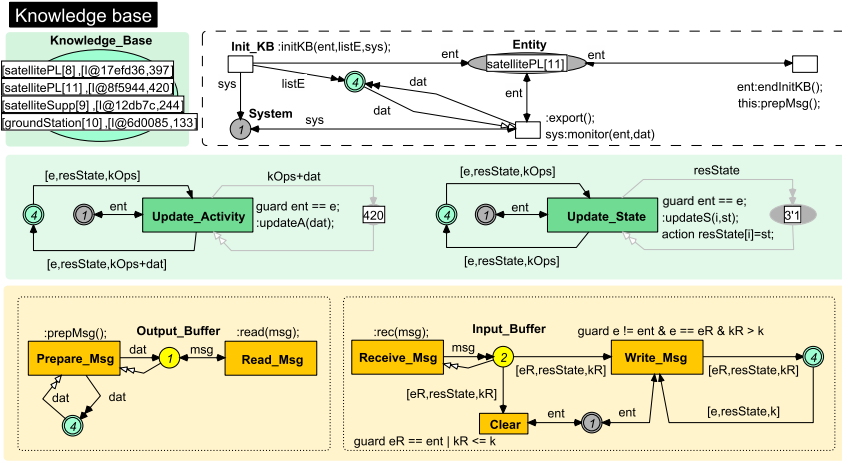 Knowledge base
Knowledge_Base
[satellitePL[8] ,[I@17efd36,397]
[satellitePL[11] ,[I@8f5944,420]
[satelliteSupp[9] ,[I@12db7c,244]
[groundStation[10] ,[I@6d0085,133]
Init_KB :initKB(ent,listE,sys);
ent
Entity
satellitePL[11]
ent
ent:endInitKB();
this:prepMsg();
listE
4
dat
dat
sys
System
1
sys
ent
:export();
sys:monitor(ent,dat)
[e,resState,kOps]
4
1
ent
Update_Activity
kOps+dat
guard ent == e;
:updateA(dat);
420
[e,resState,kOps+dat]
[e,resState,kOps]
4
1
ent
Update_State
resState
guard ent == e;
:updateS(i,st);
action resState[i]=st;
3'1
[e,resState,kOps]
:prepMsg();
Output_Buffer
:read(msg);
Prepare_Msg
dat
1
msg
Read_Msg
dat
dat
4
:rec(msg);
Input_Buffer
guard e != ent & e == eR & kR > k
Receive_Msg
msg
2
[eR,resState,kR]
Write_Msg
[eR,resState,kR]
4
[eR,resState,kR]
[e,resState,k]
Clear
ent
1
ent
guard eR == ent | kR <= k